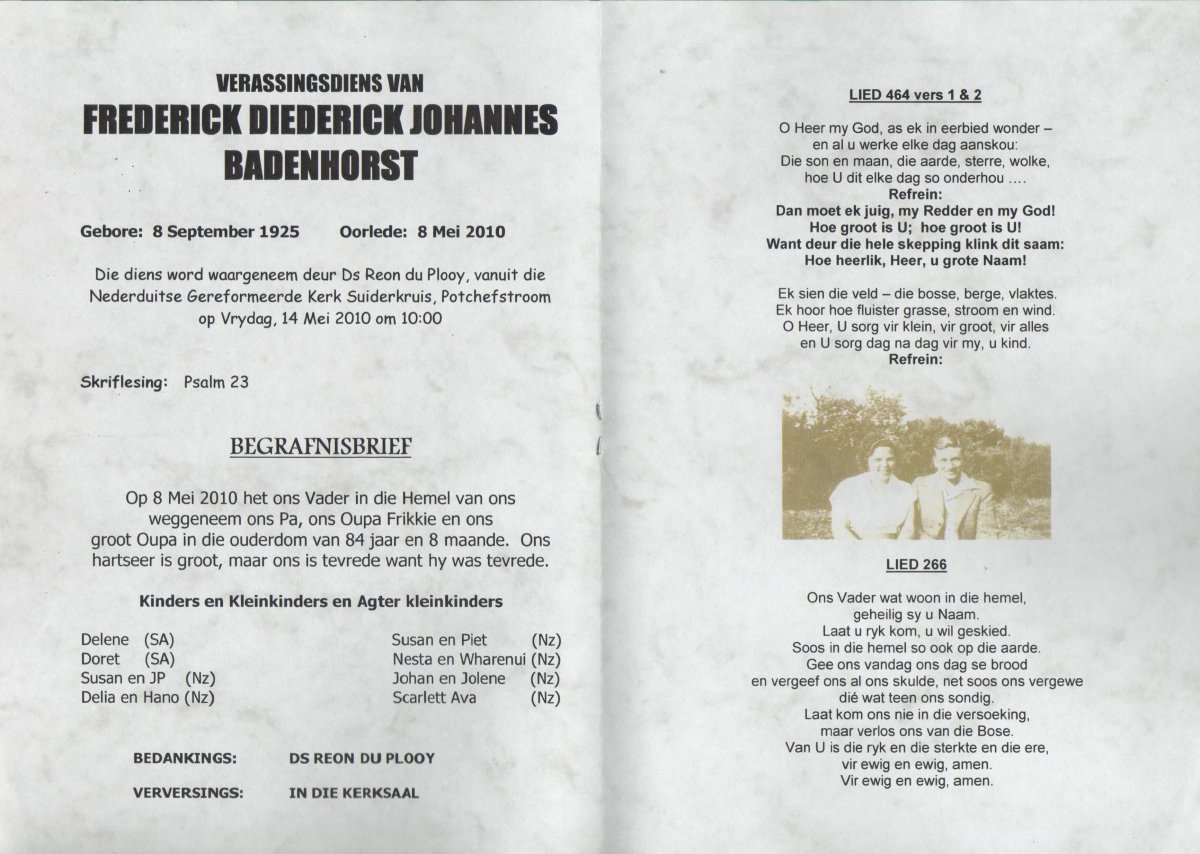 VERASSINGSDIENS VAN
FREDERICK DIEDERICK JOHANNES
BADENHORST
Gebore: 8 September 1925 Oorlede: 8 Mei 2010
Die diens word waargeneem deur Ds Reon du Plooy, vanuit die
Nederduitse Gereformeerde Kerk Suiderkruis, Potchefstroom
op Vrydag, 14 Mei 2010 om 10:00
Skriflesing: Psalm 23
BEGRAFNISBRIEF
Op 8 Mei 2010 het ons Vader in die Hemel van ons
weggeneem ons Pa, ons Oupa Frikkie en ons
groot Oupa in die ouderdom van 84 jaar en 8 maande. Ons
hartseer is groot, maar ons is tevrede want hy was tevrede.
Kinders en Kleinkinders en Agter kleinkinders
Delene (SA) Susan en Piet (Nz)
Doret (SA) Nesta en Wharenui (Nz)
Susan en JP (Nz) Johan en Jolene (Nz)
Delia en Hano (Nz) Scarlett Ava (Nz)
BEDANKINGS: DS REON DU PLOOY
VERVERSINGS: IN DIE KERKSAAL
LIED 464 vers 1 & 2
O Heer my God, as ek in eerbied wonder –
en al u werke elke dag aanskou:
Die son en maan, die aarde, sterre, wolke,
hoe U dit elke dag so onderhou ….
Refrein:
Dan moet ek juig, my Redder en my God!
Hoe groot is U; hoe groot is U!
Want deur die hele skepping klink dit saam:
Hoe heerlik, Heer, u grote Naam!
Ek sien die veld – die bosse, berge, vlaktes.
Ek hoor hoe fluister grasse, stroom en wind.
O Heer, U sorg vir klein, vir groot, vir alles
en U sorg dag na dag vir my, u kind.
Refrein:
LIED 266
Ons Vader wat woon in die hemel,
geheilig sy u Naam.
Laat u ryk kom, u wil geskied.
Soos in die hemel so ook op die aarde.
Gee ons vandag ons dag se brood
en vergeef ons al ons skulde, net soos ons vergewe
dié wat teen ons sondig.
Laat kom ons nie in die versoeking,
maar verlos ons van die Bose.
Van U is die ryk en die sterkte en die ere,
vir ewig en ewig, amen.
Vir ewig en ewig, amen.